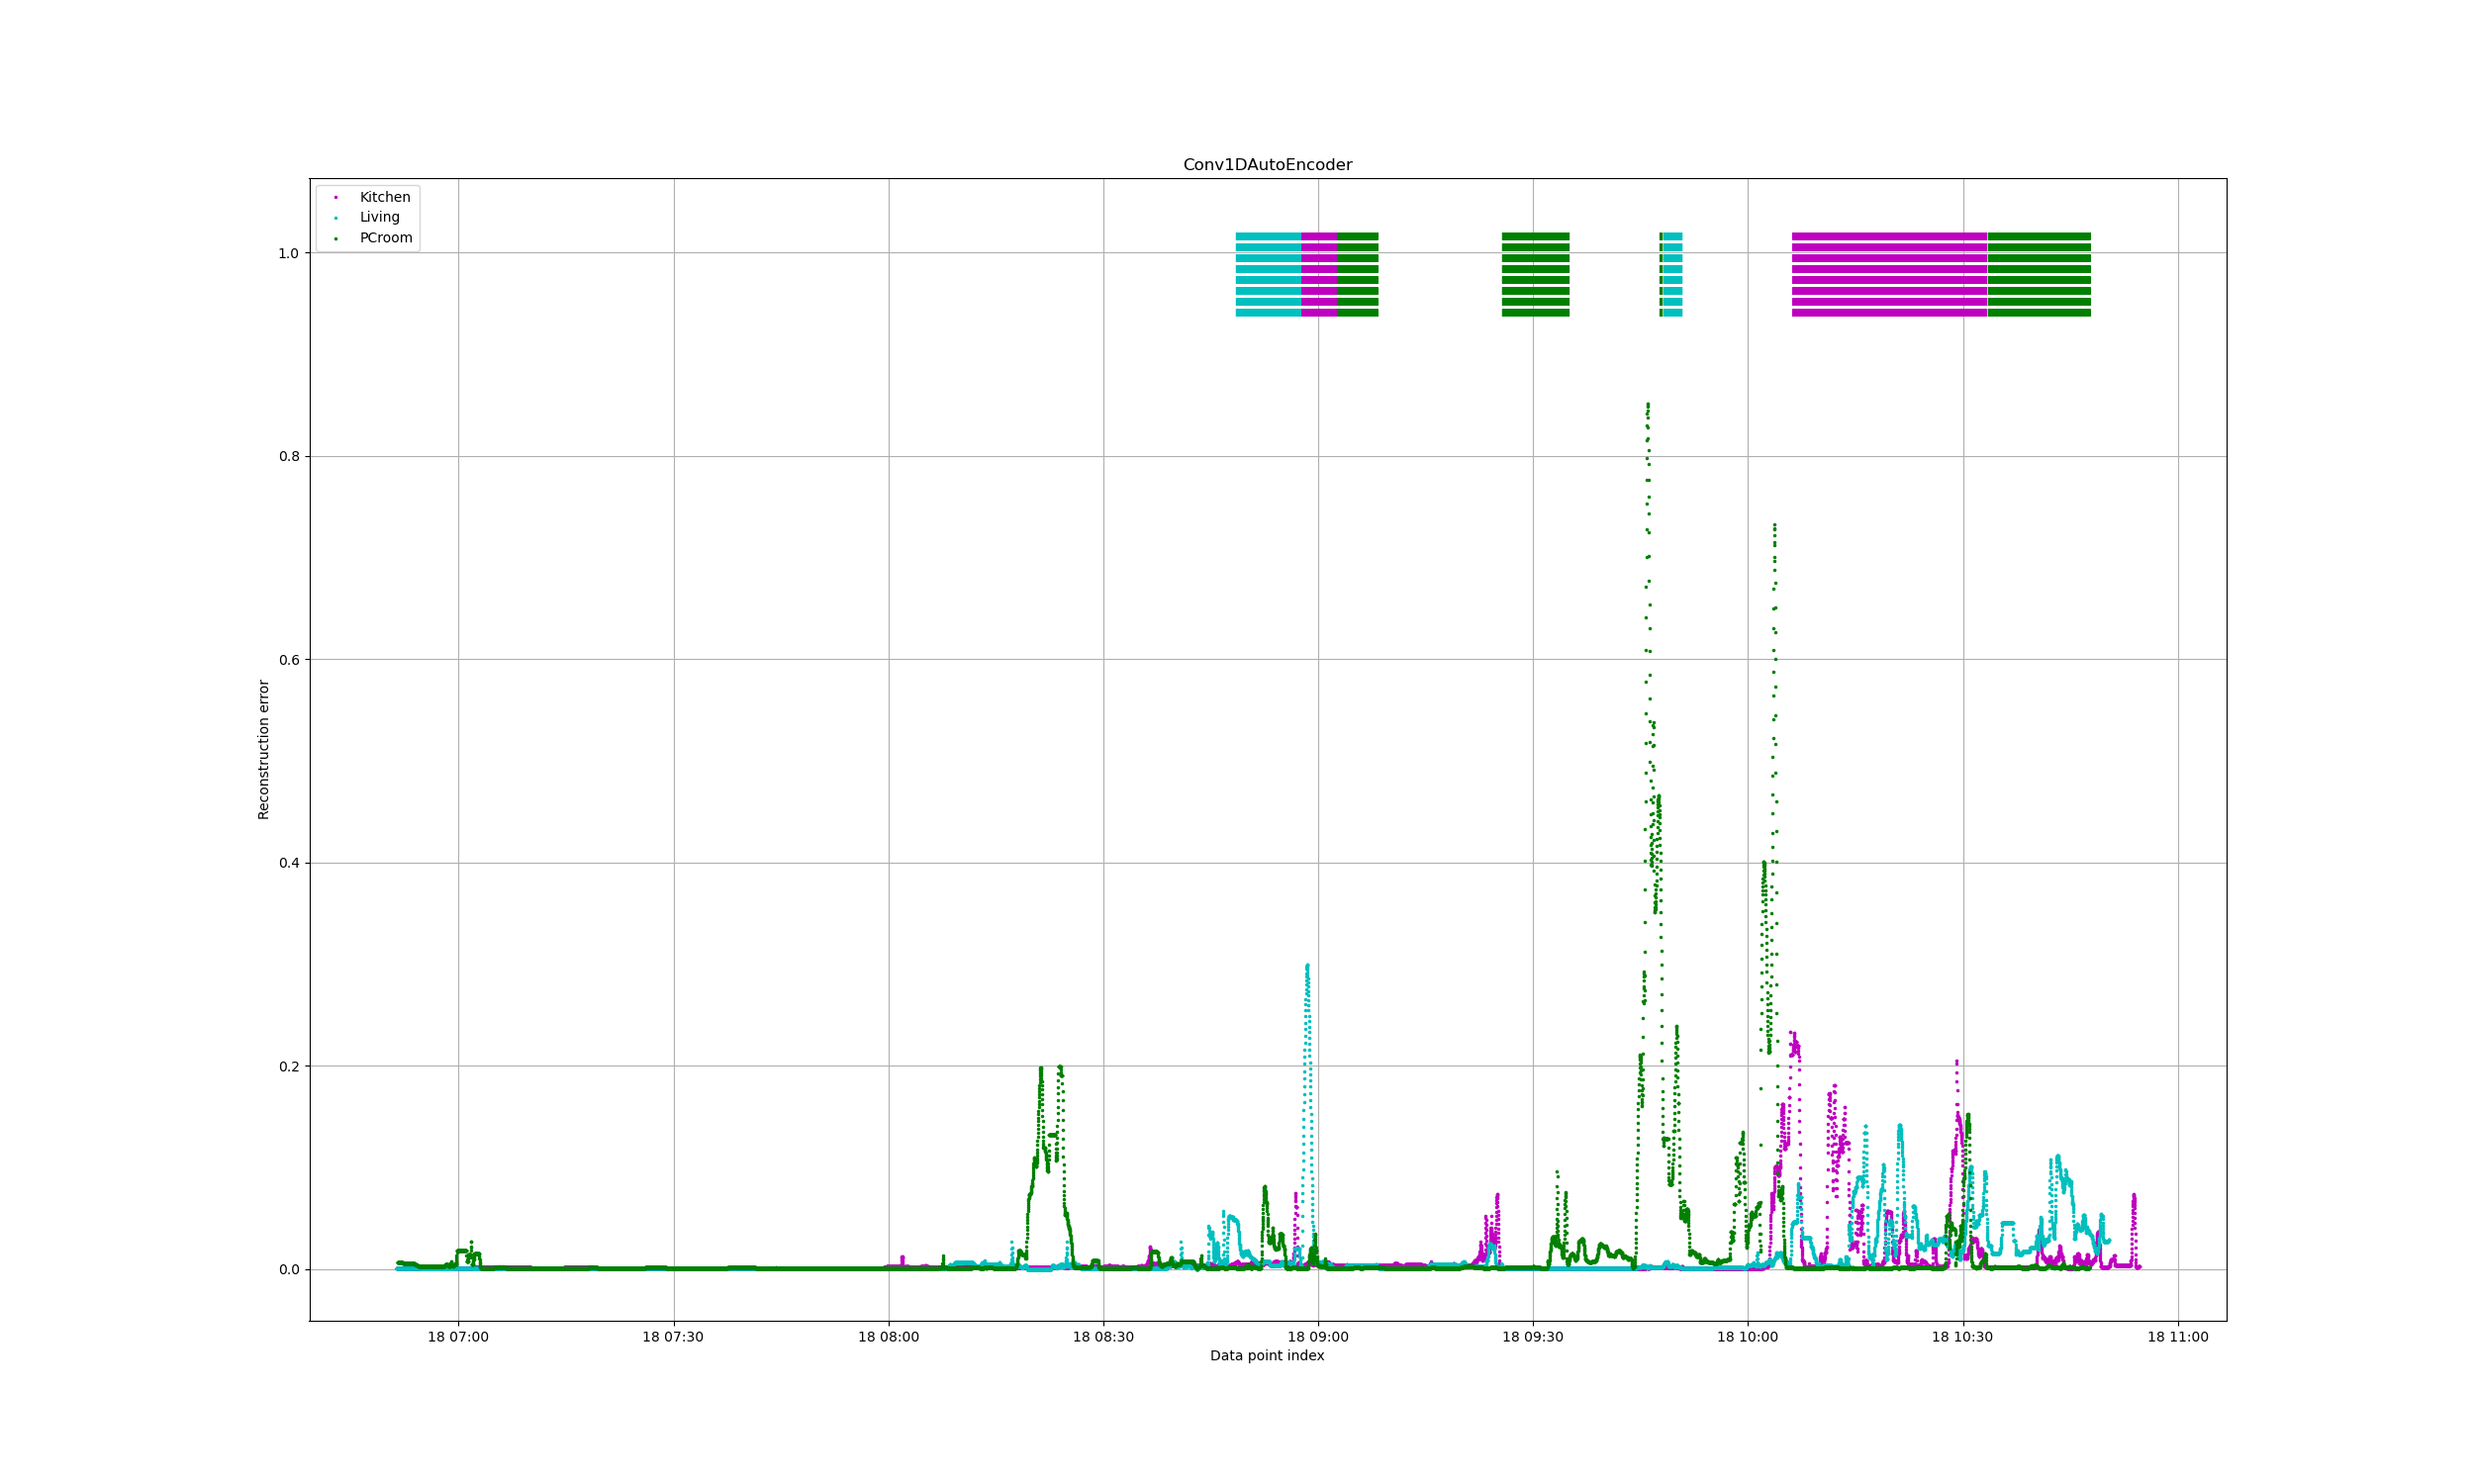 Conv1DAutoEncoder
Kitchen
Living
PCroom
1.0
0.8
0.6
0.4
0.2
0.0
Reconstruction error
18 07:00 18 07:30 18 08:00 18 08:30 18 09:00 18 09:30 18 10:00 18 10:30 18 11:00
Data point index